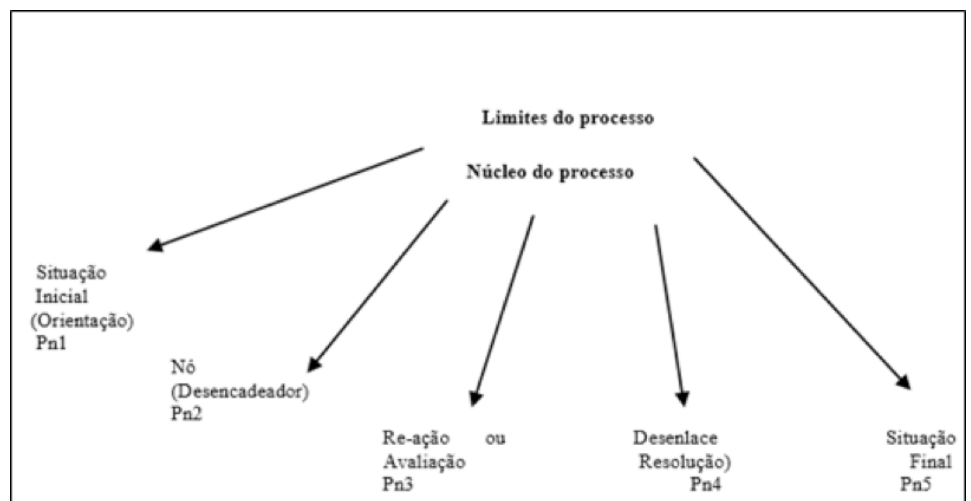 Limites do processo
Núcleo do processo
Situação
Inicial
(Orientação)
Pn1
Nó
(Desencadeador)
Pn2
Re-ação ou
Avaliação
Pn3
Desenlace
Resolução)
Pn4
Situação
Final
Pn5